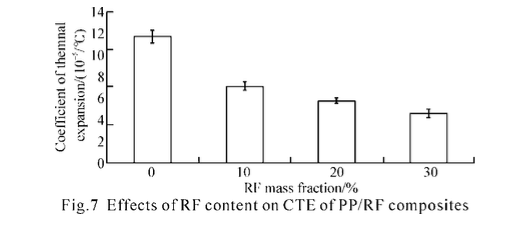 14
12
10
8
6
4
2
0
Coefficient of themnal
expansion/(10⁻⁵/℃)
0 10 20 30
RF mass fraction/%
Fig.7 Effects of RF content on CTE of PP/RF composites